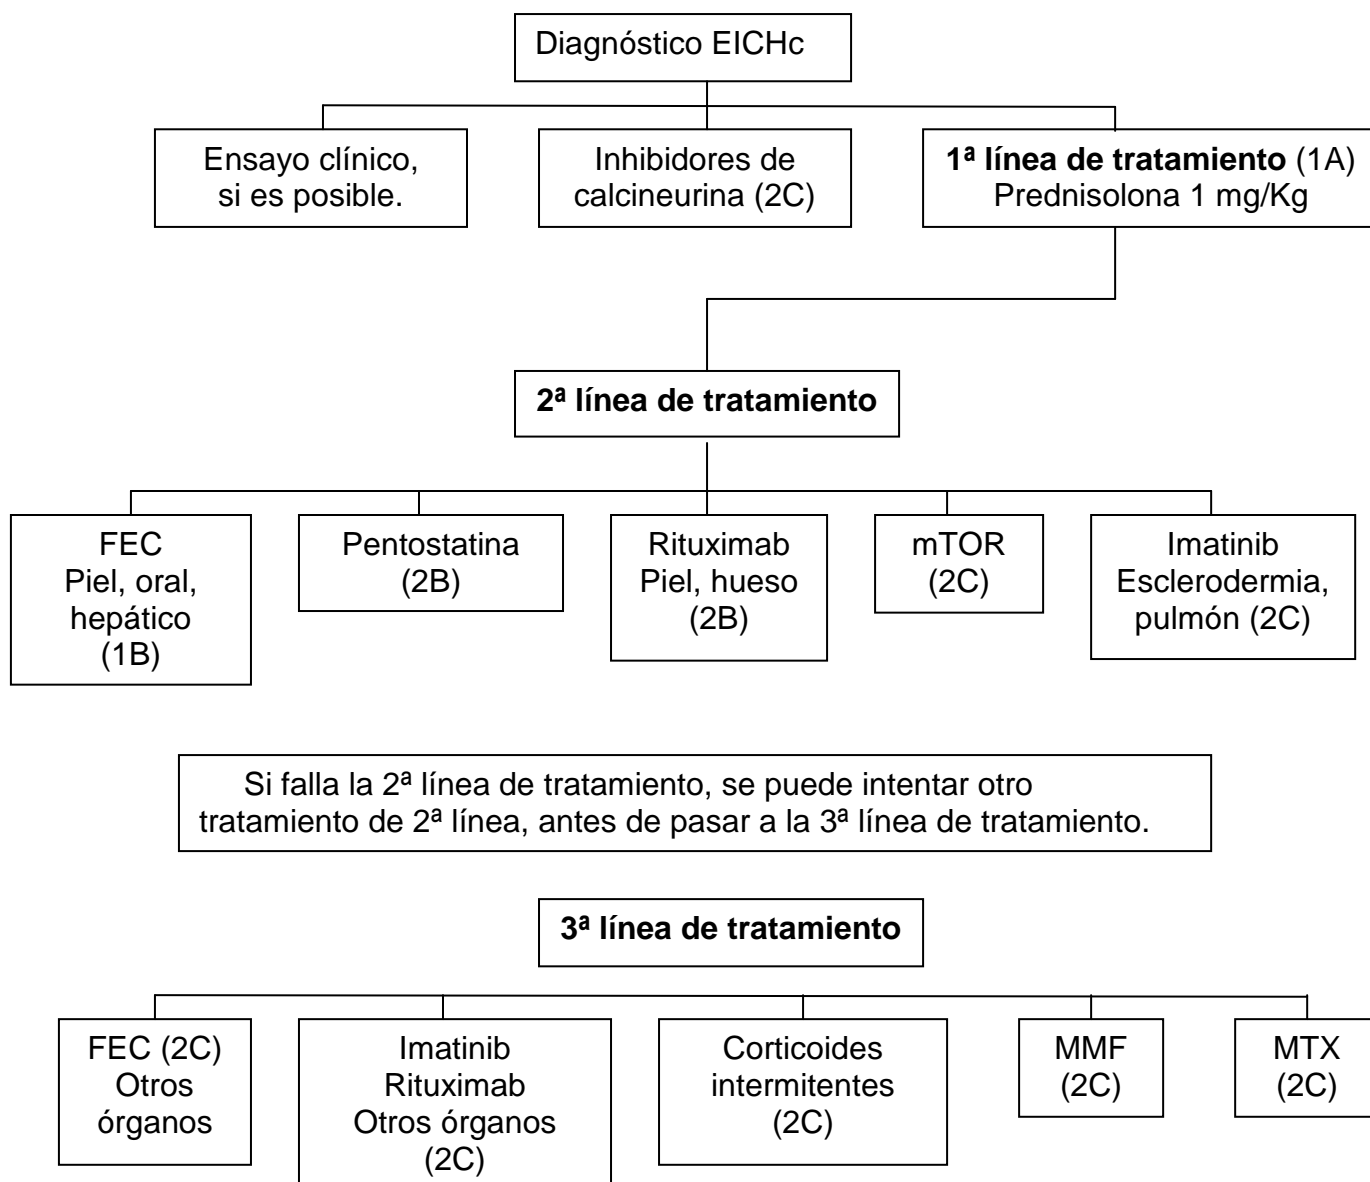 Diagnóstico EICHc
Ensayo clínico,
si es posible.
Inhibidores de
calcineurina (2C)
1ª línea de tratamiento (1A)
Prednisolona 1 mg/Kg
2ª línea de tratamiento
FEC
Piel, oral,
hepático
(1B)
Pentostatina
(2B)
Rituximab
Piel, hueso
(2B)
mTOR
(2C)
Imatinib
Esclerodermia,
pulmón (2C)
Si falla la 2ª línea de tratamiento, se puede intentar otro
tratamiento de 2ª línea, antes de pasar a la 3ª línea de tratamiento.
3ª línea de tratamiento
FEC (2C)
Otros
órganos
Imatinib
Rituximab
Otros órganos
(2C)
Corticoides
intermitentes
(2C)
MMF
(2C)
MTX
(2C)